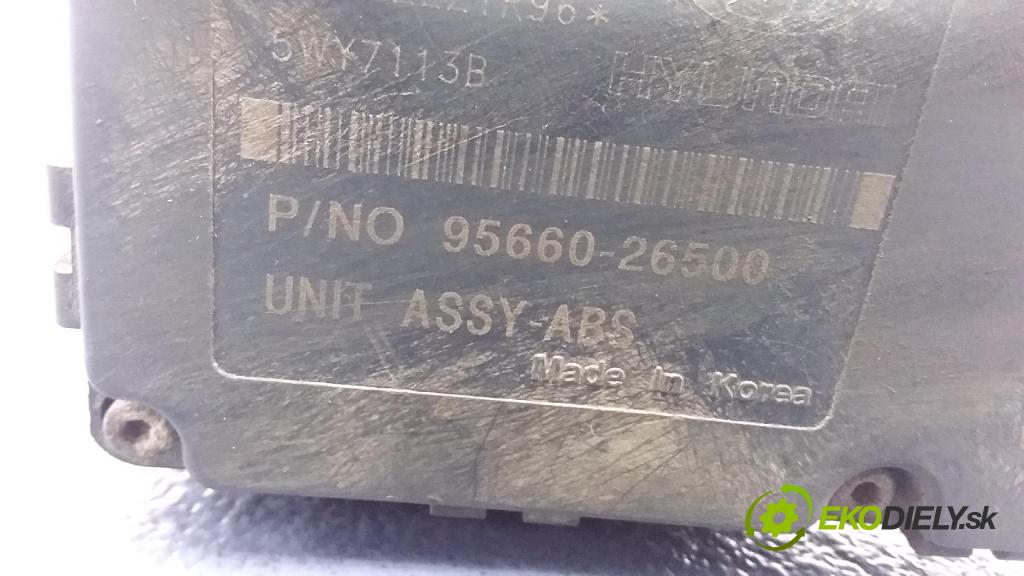 5WY7113B HYUNDAI
P/NO 95660-26500
UNIT ASSY-ABS
Made in Korea
EKODIELY.sk